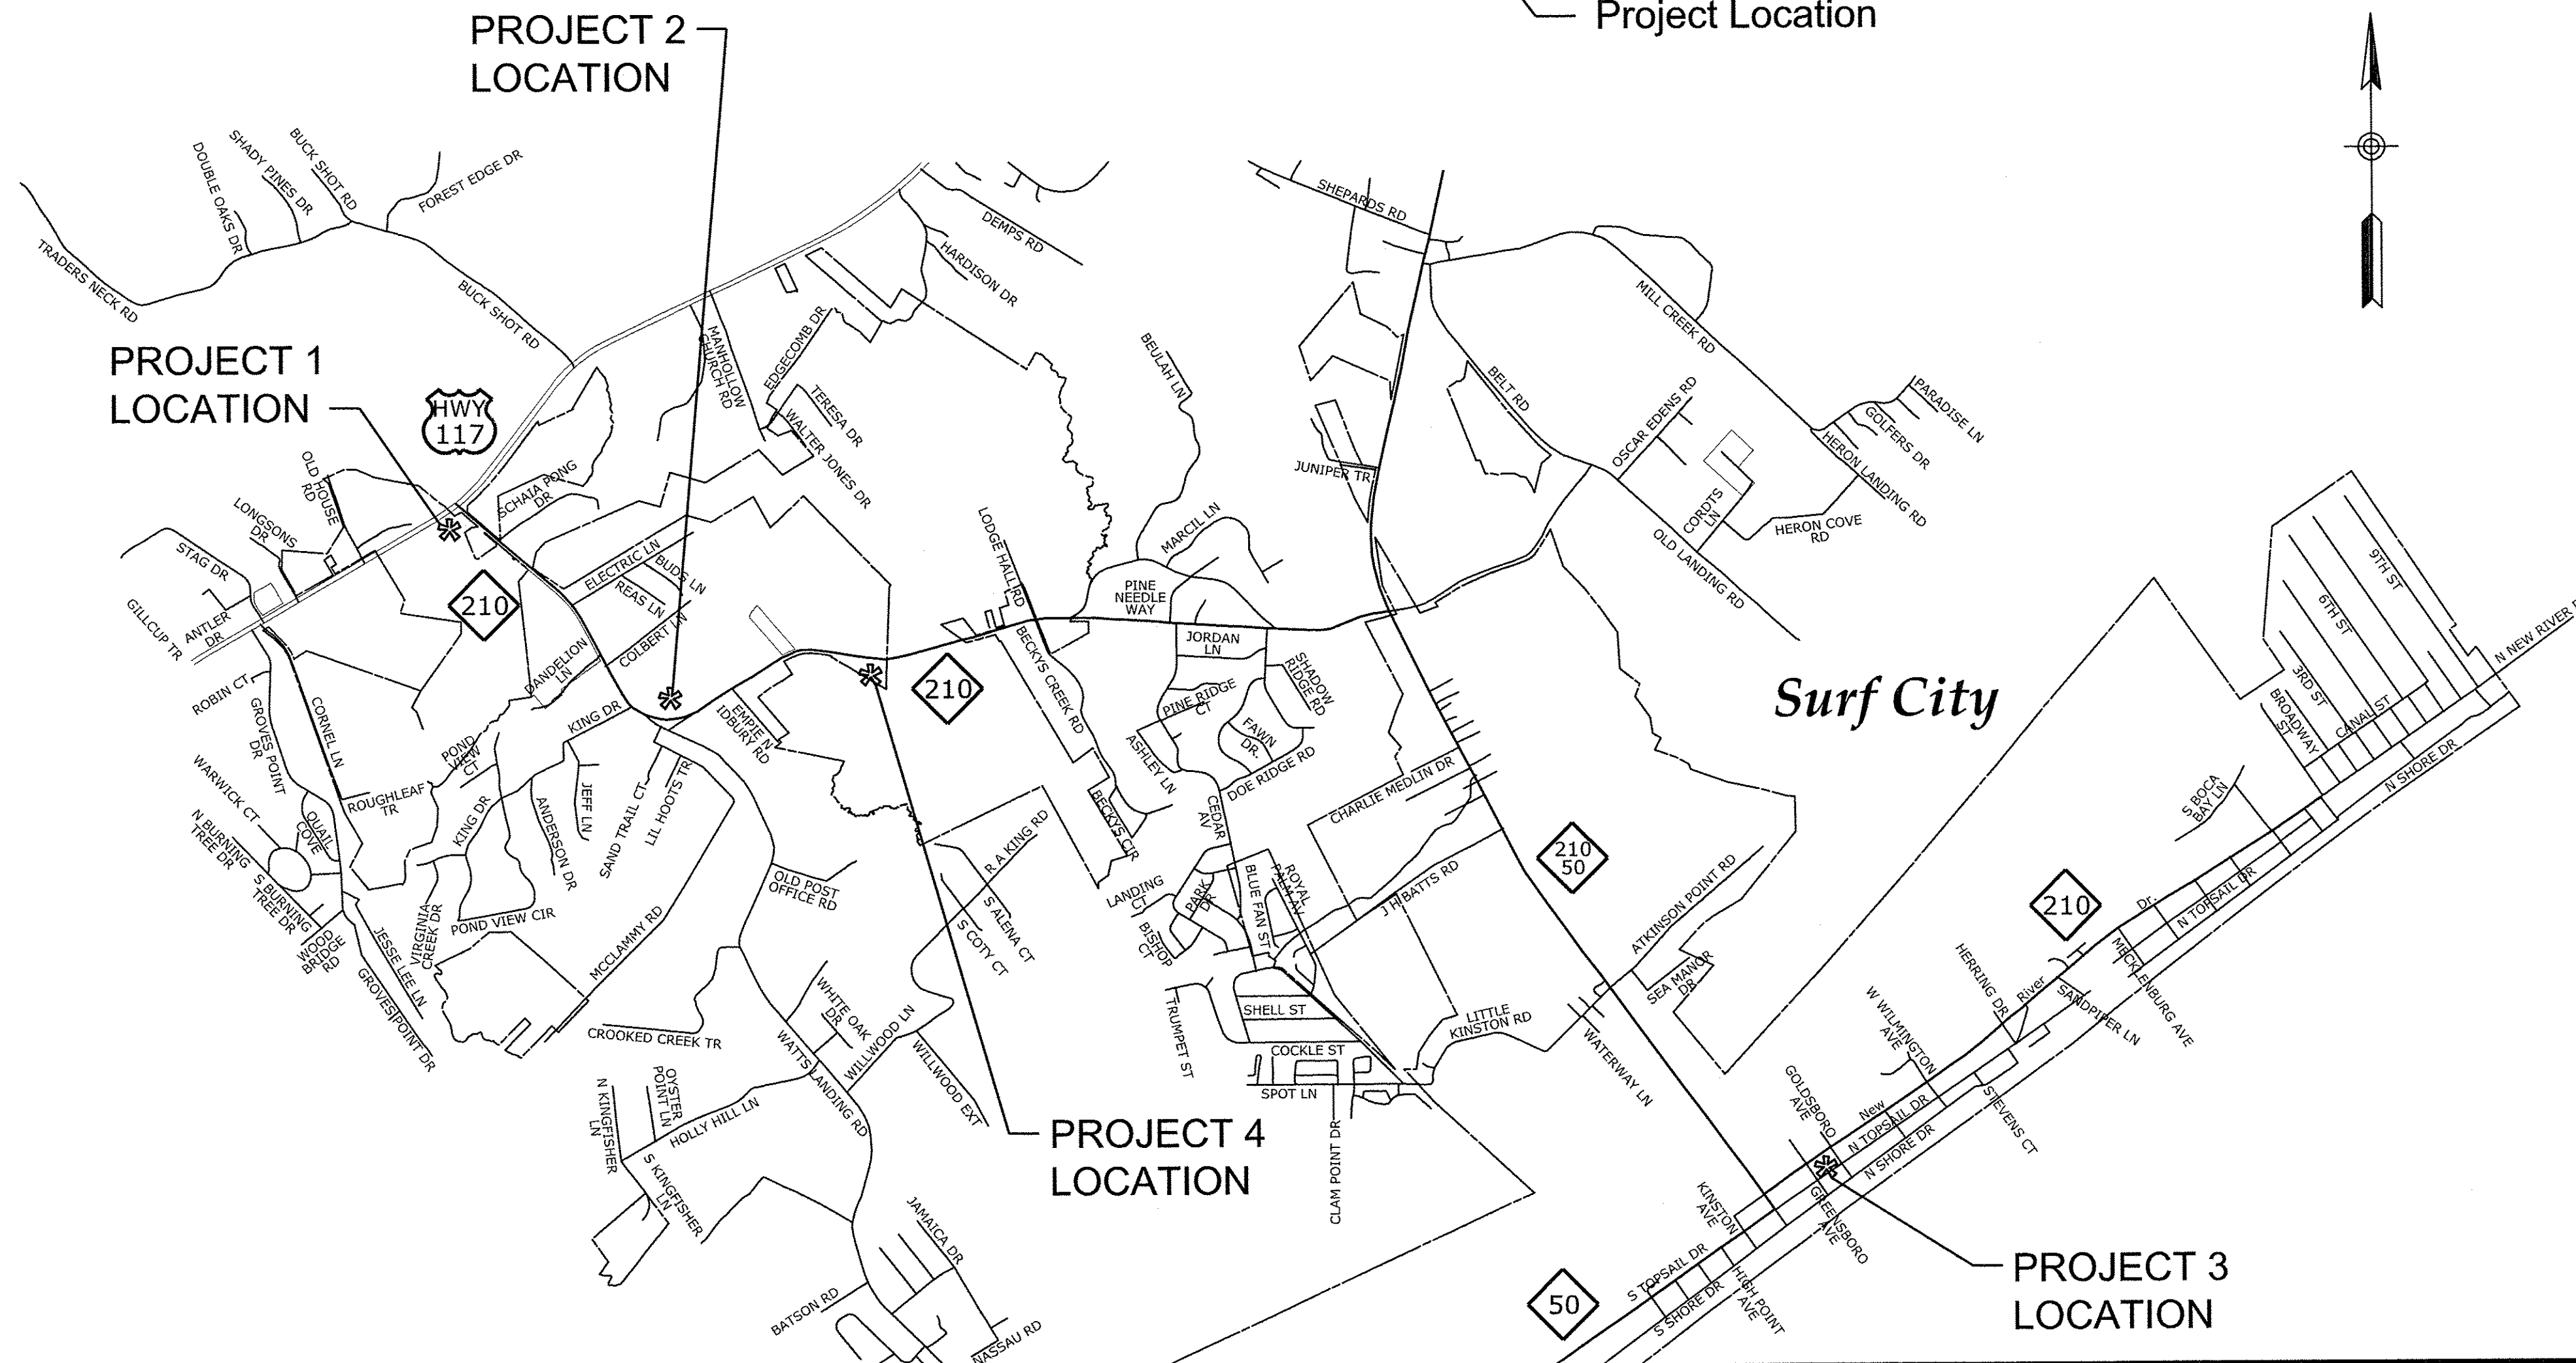 Project Location
PROJECT 2
LOCATION
DOUBLE OAKS DR
SHADY PINES DR
BUCK SHOT RD
FOREST EDGE DR
TRADERS NECK RD
BUCK SHOT RD
DEMPS RD
HARDISON DR
SHEPARDS RD
MILL CREEK RD
PROJECT 1
LOCATION
HWY
117
MANHOLLOW
CHURCH RD
EDGECOMB DR
TERESA DR
WALTER JONES DR
BEULAH LN
BELT RD
OSCAR EDENS RD
PARADISE LN
GOLFERS DR
HERON LANDING RD
JUNIPER TR
OLD HOUSE
RD
LONGSONS
DR
SCHAIA PONG
DR
STAG DR
GILLCUP TR
ANTLER
DR
210
ELECTRIC LN
BUDS LN
REAS LN
COLBERT LN
DANDELION
LN
LODGE HALL RD
MARCIL LN
PINE
NEEDLE
WAY
CORDTS
LN
HERON COVE
RD
OLD LANDING RD
9TH ST
6TH ST
3RD ST
BROADWAY
ST
CANAL ST
N SHORE DR
JORDAN
LN
SHADOW
RIDGE RD
PINE RIDGE
CT
FAWN
DR.
DOE RIDGE RD
ASHLEY LN
BECKYS CREEK RD
BECKYS CIR
210
Surf City
ROBIN CT
GROVES POINT
DR
CORNEL LN
KING DR
EMPIE N
IDBURY RD
POND
VIEW
CT
ROUGHLEAF
TR
WARWICK CT
QUAIL
COVE
N BURNING
TREE DR
S BURNING
TREE DR
WOOD
BRIDGE
RD
KING DR
ANDERSON DR
JEFF LN
SAND TRAIL CT
LIL HOOTS TR
CEDAR
AV
CHARLIE MEDLIN DR
S BOCA
BAY LN
R A KING RD
OLD POST
OFFICE RD
S ALENA CT
S COTY CT
LANDING
CT
PARK
DR
BISHOP
CT
BLUE FAN ST
ROYAL
PALM AV
J H BATTS RD
210
50
ATKINSON POINT RD
SEA MANOR
DR
210
Dr.
N TOPSAIL DR
MECKLENBURG AVE
HERRING DR
River
SANDPIPER LN
VIRGINIA
CREEK DR
POND VIEW CIR
JESSE LEE LN
GROVES POINT DR
MCCLAMMY RD
CROOKED CREEK TR
WHITE OAK
DR
WATTS LANDING RD
WILLWOOD LN
WILLWOOD EXT
TRUMPET ST
SHELL ST
COCKLE ST
SPOT LN
CLAM POINT DR
LITTLE
KINSTON RD
WATERWAY LN
W WILMINGTON
AVE
GOLDSBORO
AVE
New
N TOPSAIL DR
N SHORE DR
STEVENS CT
N KINGFISHER
LN
OYSTER
POINT LN
HOLLY HILL LN
S KINGFISHER
LN
PROJECT 4
LOCATION
KINSTON
AVE
GREENSBORO
AVE
S TOPSAIL DR
S SHORE DR
HIGH POINT
AVE
50
PROJECT 3
LOCATION
JAMAICA DR
BATSON RD
NASSAU RD
N NEW RIVER